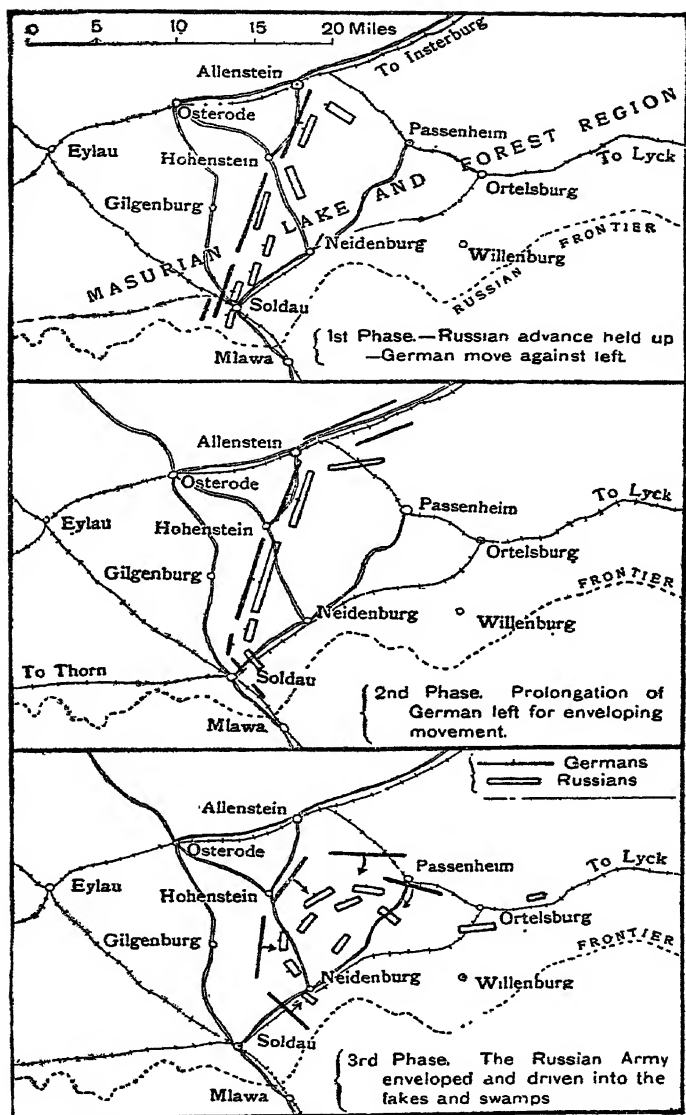 0 5 10 15 20 Miles
To Insterburg
Allenstein
Osterode
Passenheim
Eylau
Hohenstein
To Lyck
Ortelsburg
Gilgenburg
MASURIAN LAKE AND FOREST REGION
Neidenburg
Willenburg
RUSSIAN FRONTIER
Soldau
Mlawa
1st Phase.—Russian advance held up
—German move against left.
Allenstein
Osterode
Passenheim
To Lyck
Eylau
Hohenstein
Ortelsburg
Gilgenburg
FRONTIER
Neidenburg
Willenburg
To Thorn
Soldau
Mlawa
2nd Phase. Prolongation of
German left for enveloping
movement.
Germans
Russians
Allenstein
Osterode
Passenheim
To Lyck
Eylau
Hohenstein
Ortelsburg
Gilgenburg
FRONTIER
Neidenburg
Willenburg
Soldau
Mlawa
3rd Phase. The Russian Army
enveloped and driven into the
lakes and swamps